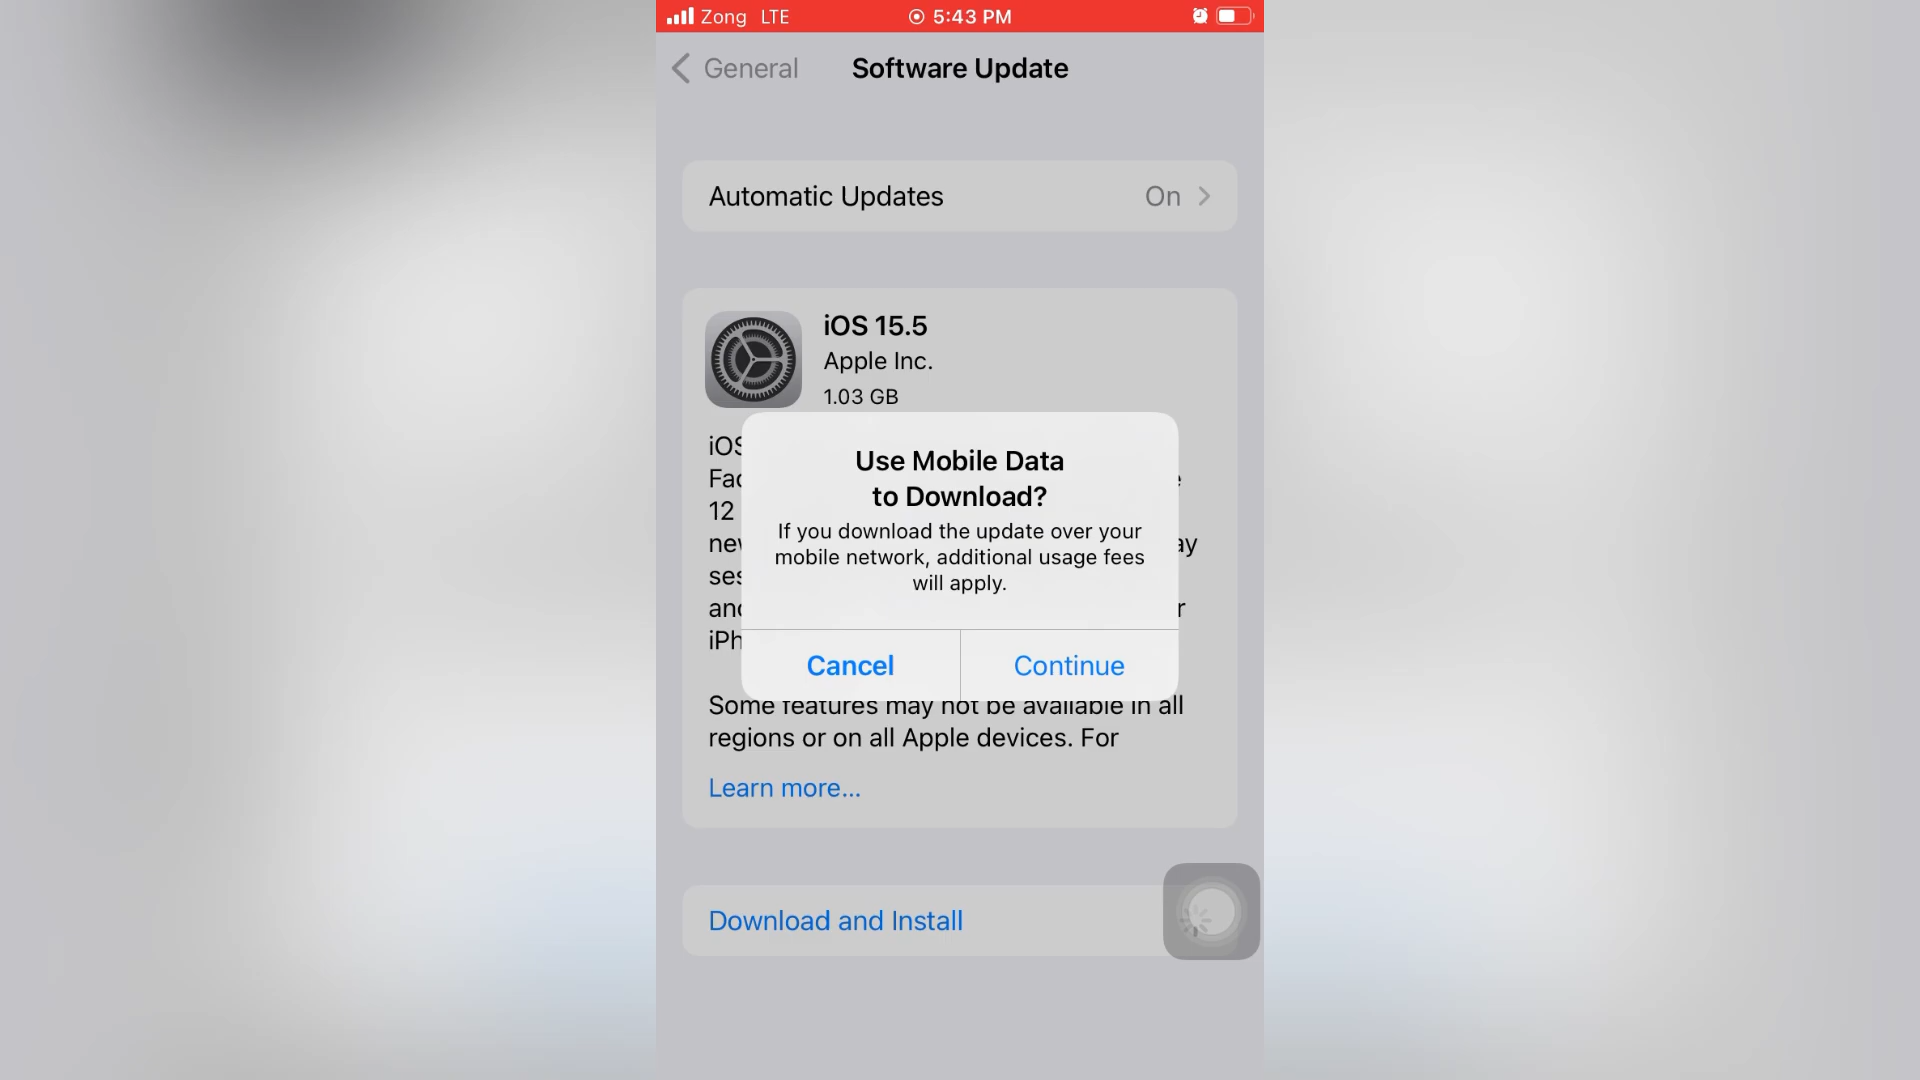 Zong LTE 5:43 PM
General Software Update
Automatic Updates On
iOS 15.5
Apple Inc.
1.03 GB
Use Mobile Data
to Download?
If you download the update over your
mobile network, additional usage fees
will apply.
Cancel Continue
12
Some features may not be available in all
regions or on all Apple devices. For
Learn more...
Download and Install